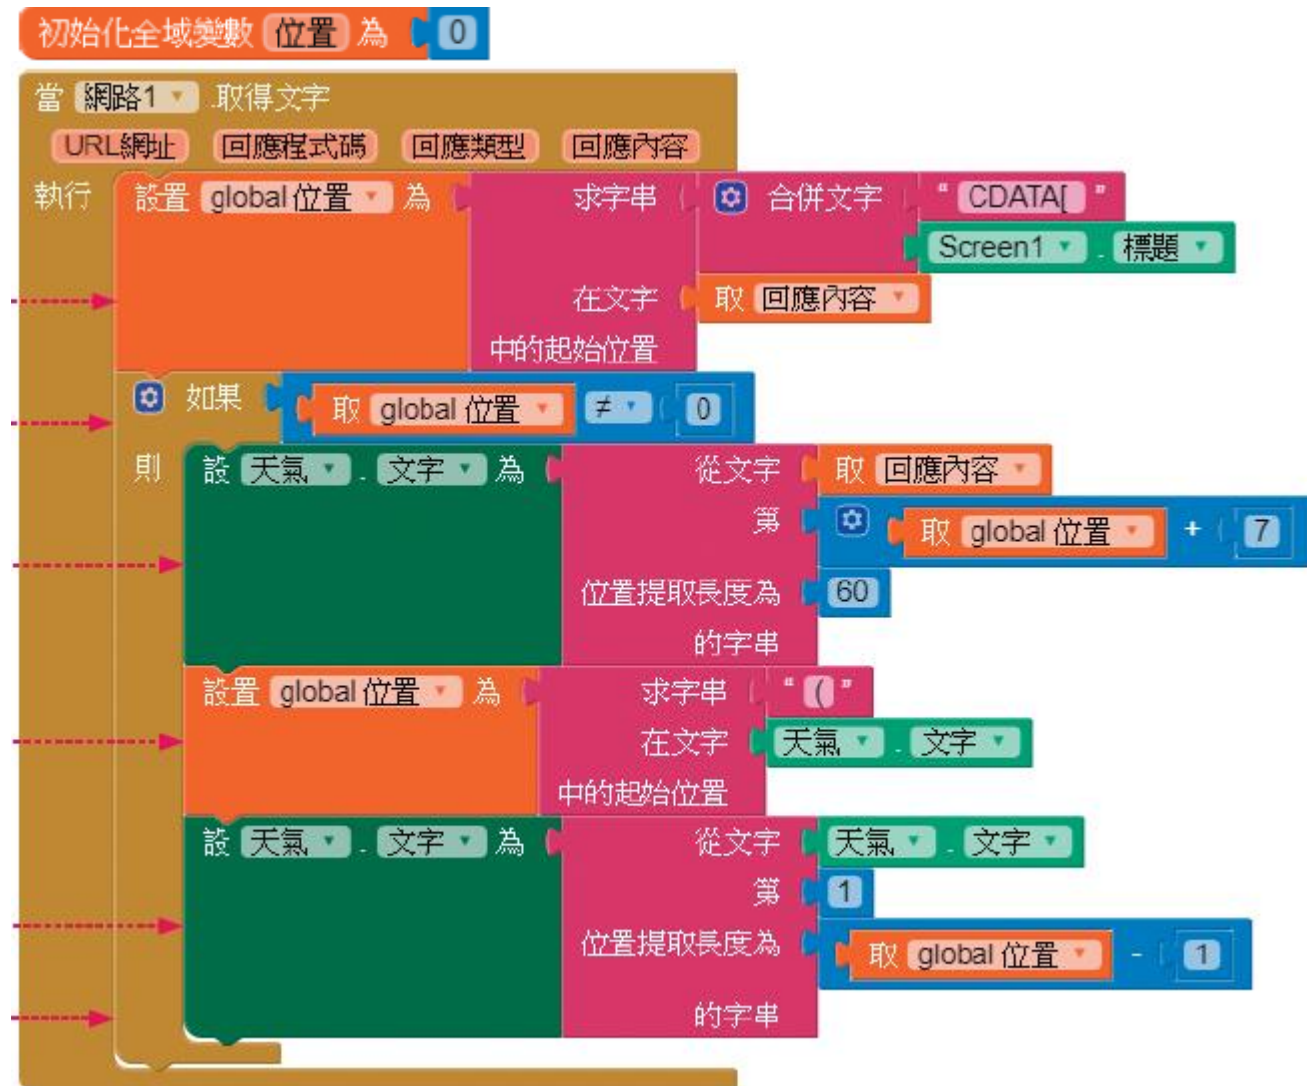 初始化全域變數 位置 為 0
當 網路1 .取得文字
URL網址 回應程式碼 回應類型 回應內容
執行 設置 global 位置 為 求字串 合併文字 " CDATA[ "
Screen1 . 標題
在文字 取 回應內容
中的起始位置
如果 取 global 位置 ≠ 0
則 設 天氣 . 文字 為 從文字 取 回應內容
第 取 global 位置 + 7
位置提取長度為 60
的字串
設置 global 位置 為 求字串 " ( "
在文字 天氣 . 文字
中的起始位置
設 天氣 . 文字 為 從文字 天氣 . 文字
第 1
位置提取長度為 取 global 位置 - 1
的字串